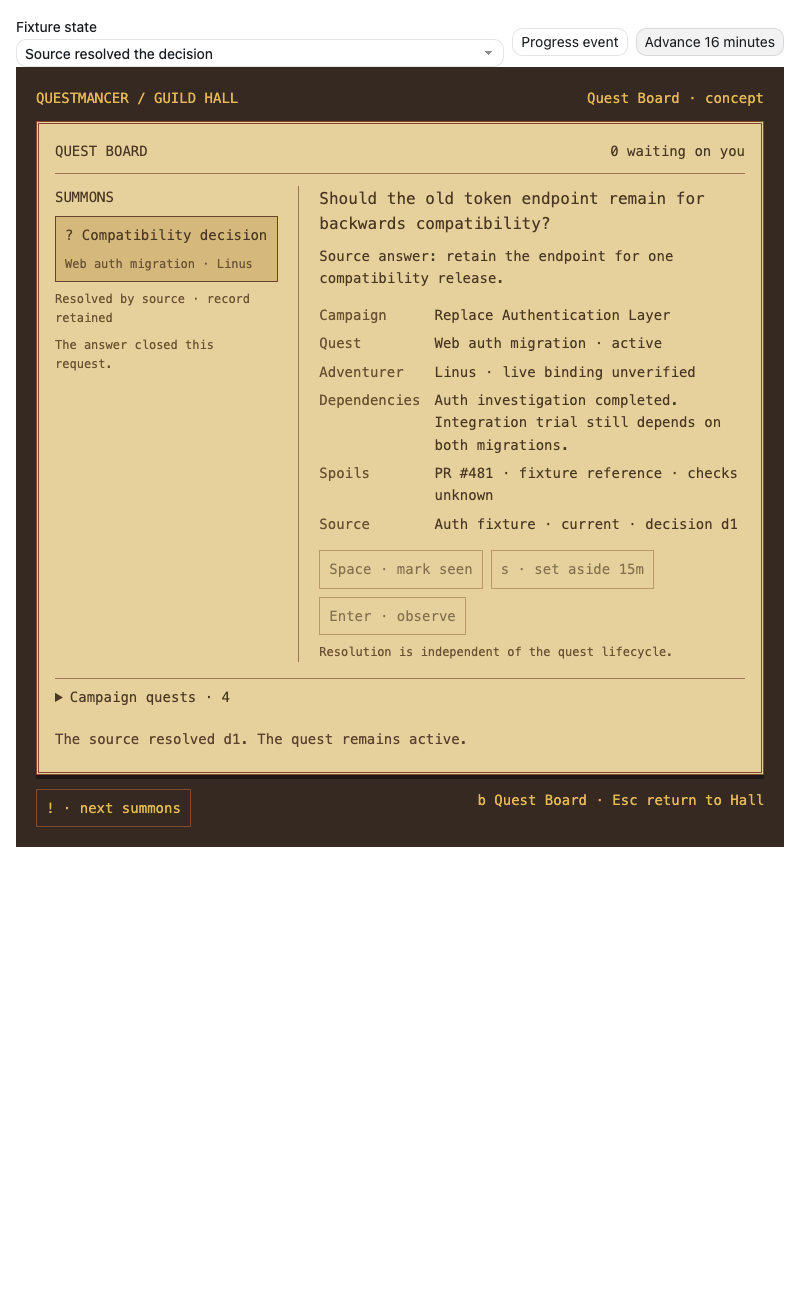 Fixture state
Source resolved the decision
Progress event
Advance 16 minutes
QUESTMANCER / GUILD HALL
Quest Board · concept
QUEST BOARD
0 waiting on you
SUMMONS
? Compatibility decision
Web auth migration · Linus
Resolved by source · record
retained
The answer closed this
request.
Should the old token endpoint remain for
backwards compatibility?
Source answer: retain the endpoint for one
compatibility release.
Campaign Replace Authentication Layer
Quest Web auth migration · active
Adventurer Linus · live binding unverified
Dependencies Auth investigation completed.
Integration trial still depends on
both migrations.
Spoils PR #481 · fixture reference · checks
unknown
Source Auth fixture · current · decision d1
Space · mark seen
s · set aside 15m
Enter · observe
Resolution is independent of the quest lifecycle.
Campaign quests · 4
The source resolved d1. The quest remains active.
! · next summons
b Quest Board · Esc return to Hall